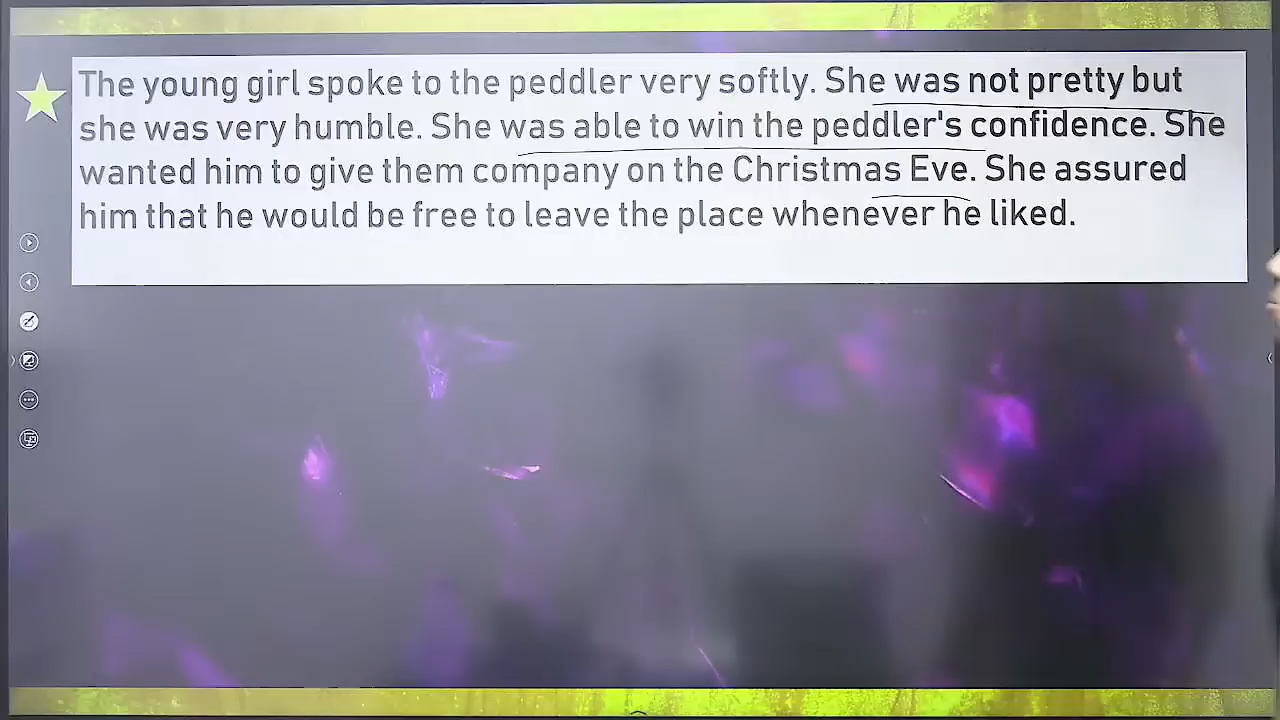 The young girl spoke to the peddler very softly. She was not pretty but
she was very humble. She was able to win the peddler's confidence. She
wanted him to give them company on the Christmas Eve. She assured
him that he would be free to leave the place whenever he liked.